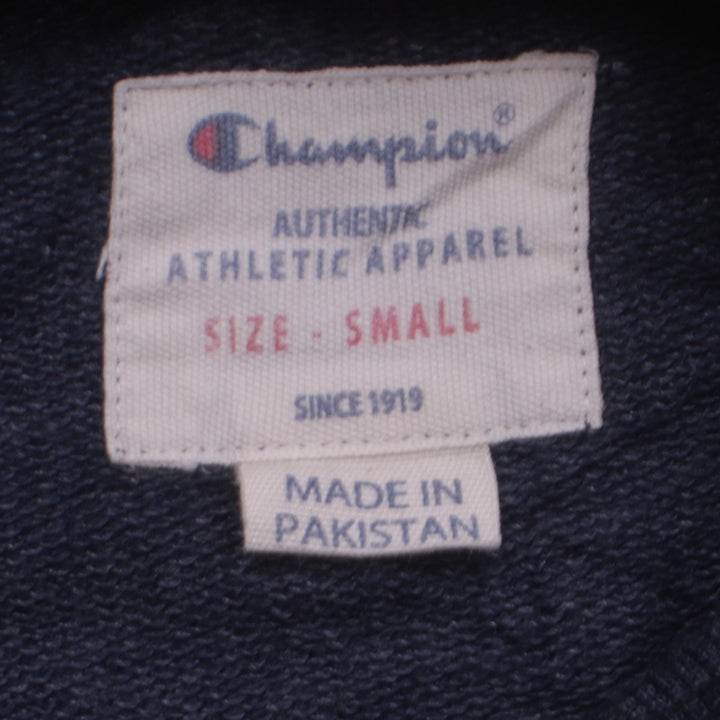 Champion®
AUTHENTIC
ATHLETIC APPAREL
SIZE - SMALL
SINCE 1919
MADE IN
PAKISTAN